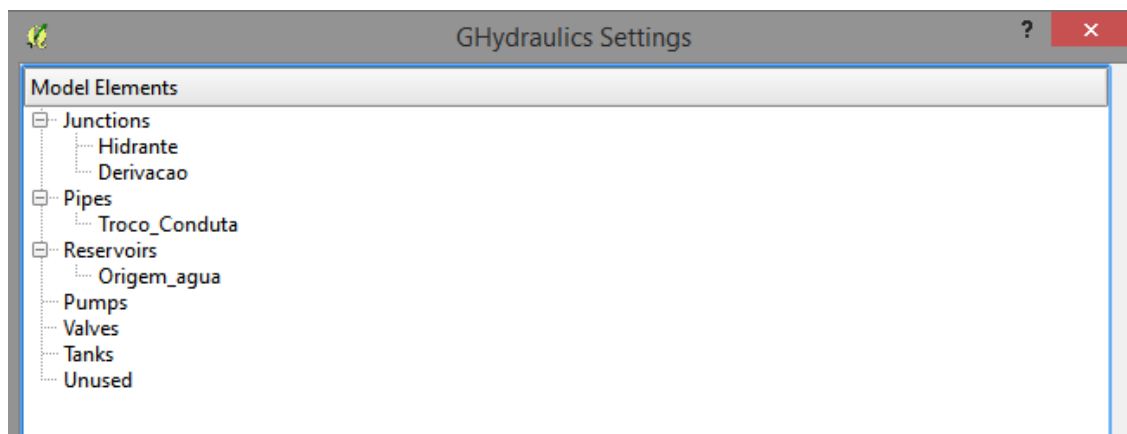 GHydraulics Settings
?
Model Elements
Junctions
Hidrante
Derivacao
Pipes
Troco_Conduta
Reservoirs
Origem_agua
Pumps
Valves
Tanks
Unused